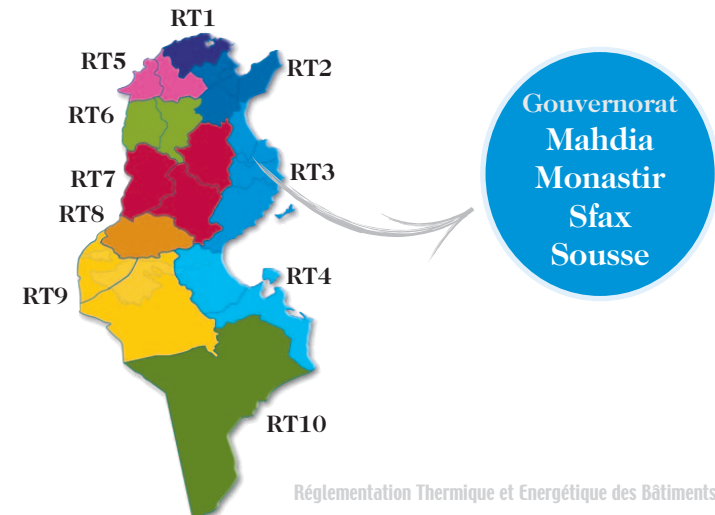 RT1
RT5
RT2
RT6
RT7
RT3
RT8
RT4
RT9
RT10
Gouvernorat
Mahdia
Monastir
Sfax
Sousse
Réglementation Thermique et Energétique des Bâtiments